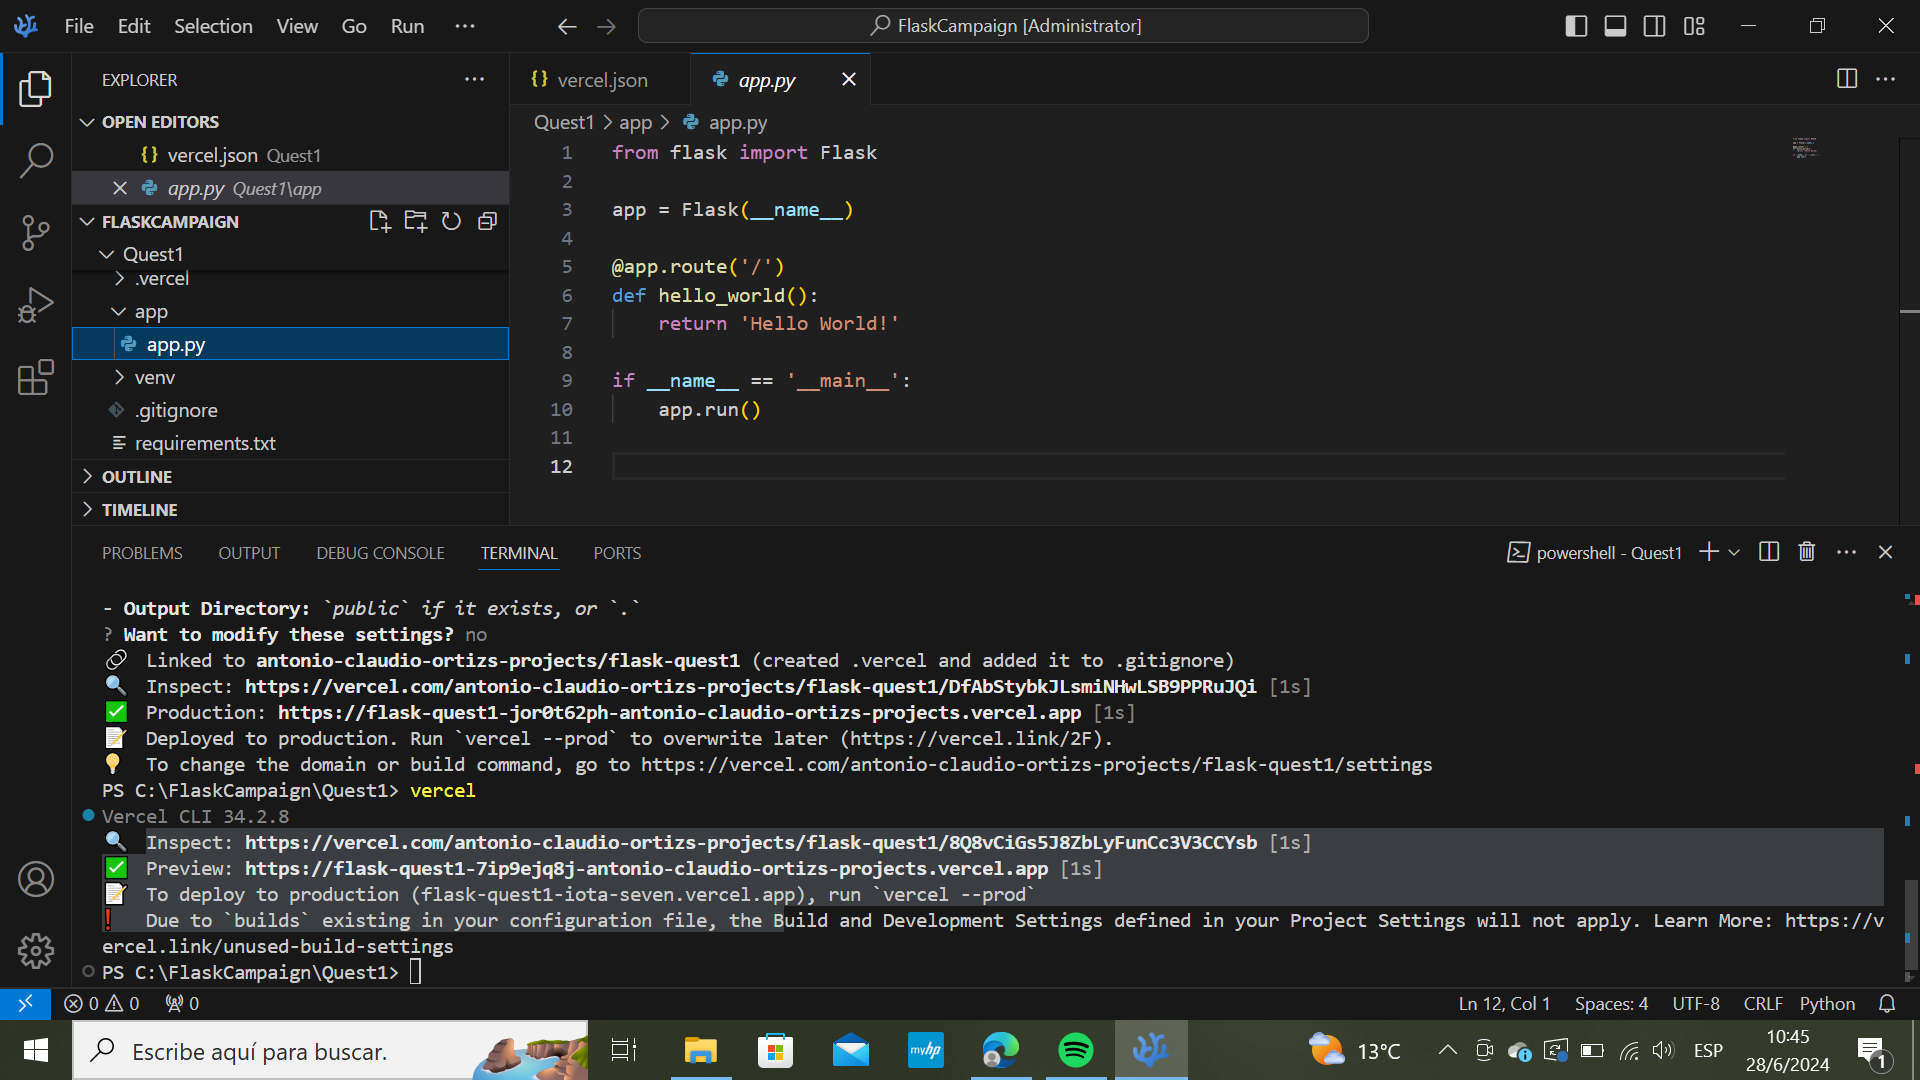 File Edit Selection View Go Run ···
FlaskCampaign [Administrator]
EXPLORER
OPEN EDITORS
{} vercel.json Quest1
app.py Quest1\app
FLASKCAMPAIGN
Quest1
.vercel
app
app.py
venv
.gitignore
requirements.txt
OUTLINE
TIMELINE
{} vercel.json
app.py
Quest1 > app > app.py
1 from flask import Flask
2
3 app = Flask(__name__)
4
5 @app.route('/')
6 def hello_world():
7 return 'Hello World!'
8
9 if __name__ == '__main__':
10 app.run()
11
12
PROBLEMS OUTPUT DEBUG CONSOLE TERMINAL PORTS
powershell - Quest1
- Output Directory: `public` if it exists, or `.`
? Want to modify these settings? no
Linked to antonio-claudio-ortizs-projects/flask-quest1 (created .vercel and added it to .gitignore)
Inspect: https://vercel.com/antonio-claudio-ortizs-projects/flask-quest1/DfAbStybkJLsmiNHwLSB9PPRuJQi [1s]
Production: https://flask-quest1-jor0t62ph-antonio-claudio-ortizs-projects.vercel.app [1s]
Deployed to production. Run `vercel --prod` to overwrite later (https://vercel.link/2F).
To change the domain or build command, go to https://vercel.com/antonio-claudio-ortizs-projects/flask-quest1/settings
PS C:\FlaskCampaign\Quest1> vercel
Vercel CLI 34.2.8
Inspect: https://vercel.com/antonio-claudio-ortizs-projects/flask-quest1/8Q8vCiGs5J8ZbLyFunCc3V3CCYsb [1s]
Preview: https://flask-quest1-7ip9ejq8j-antonio-claudio-ortizs-projects.vercel.app [1s]
To deploy to production (flask-quest1-iota-seven.vercel.app), run `vercel --prod`
Due to `builds` existing in your configuration file, the Build and Development Settings defined in your Project Settings will not apply. Learn More: https://v
ercel.link/unused-build-settings
PS C:\FlaskCampaign\Quest1>
0 0 0
Ln 12, Col 1 Spaces: 4 UTF-8 CRLF Python
Escribe aquí para buscar.
myhp
13°C
ESP
10:45
28/6/2024
1